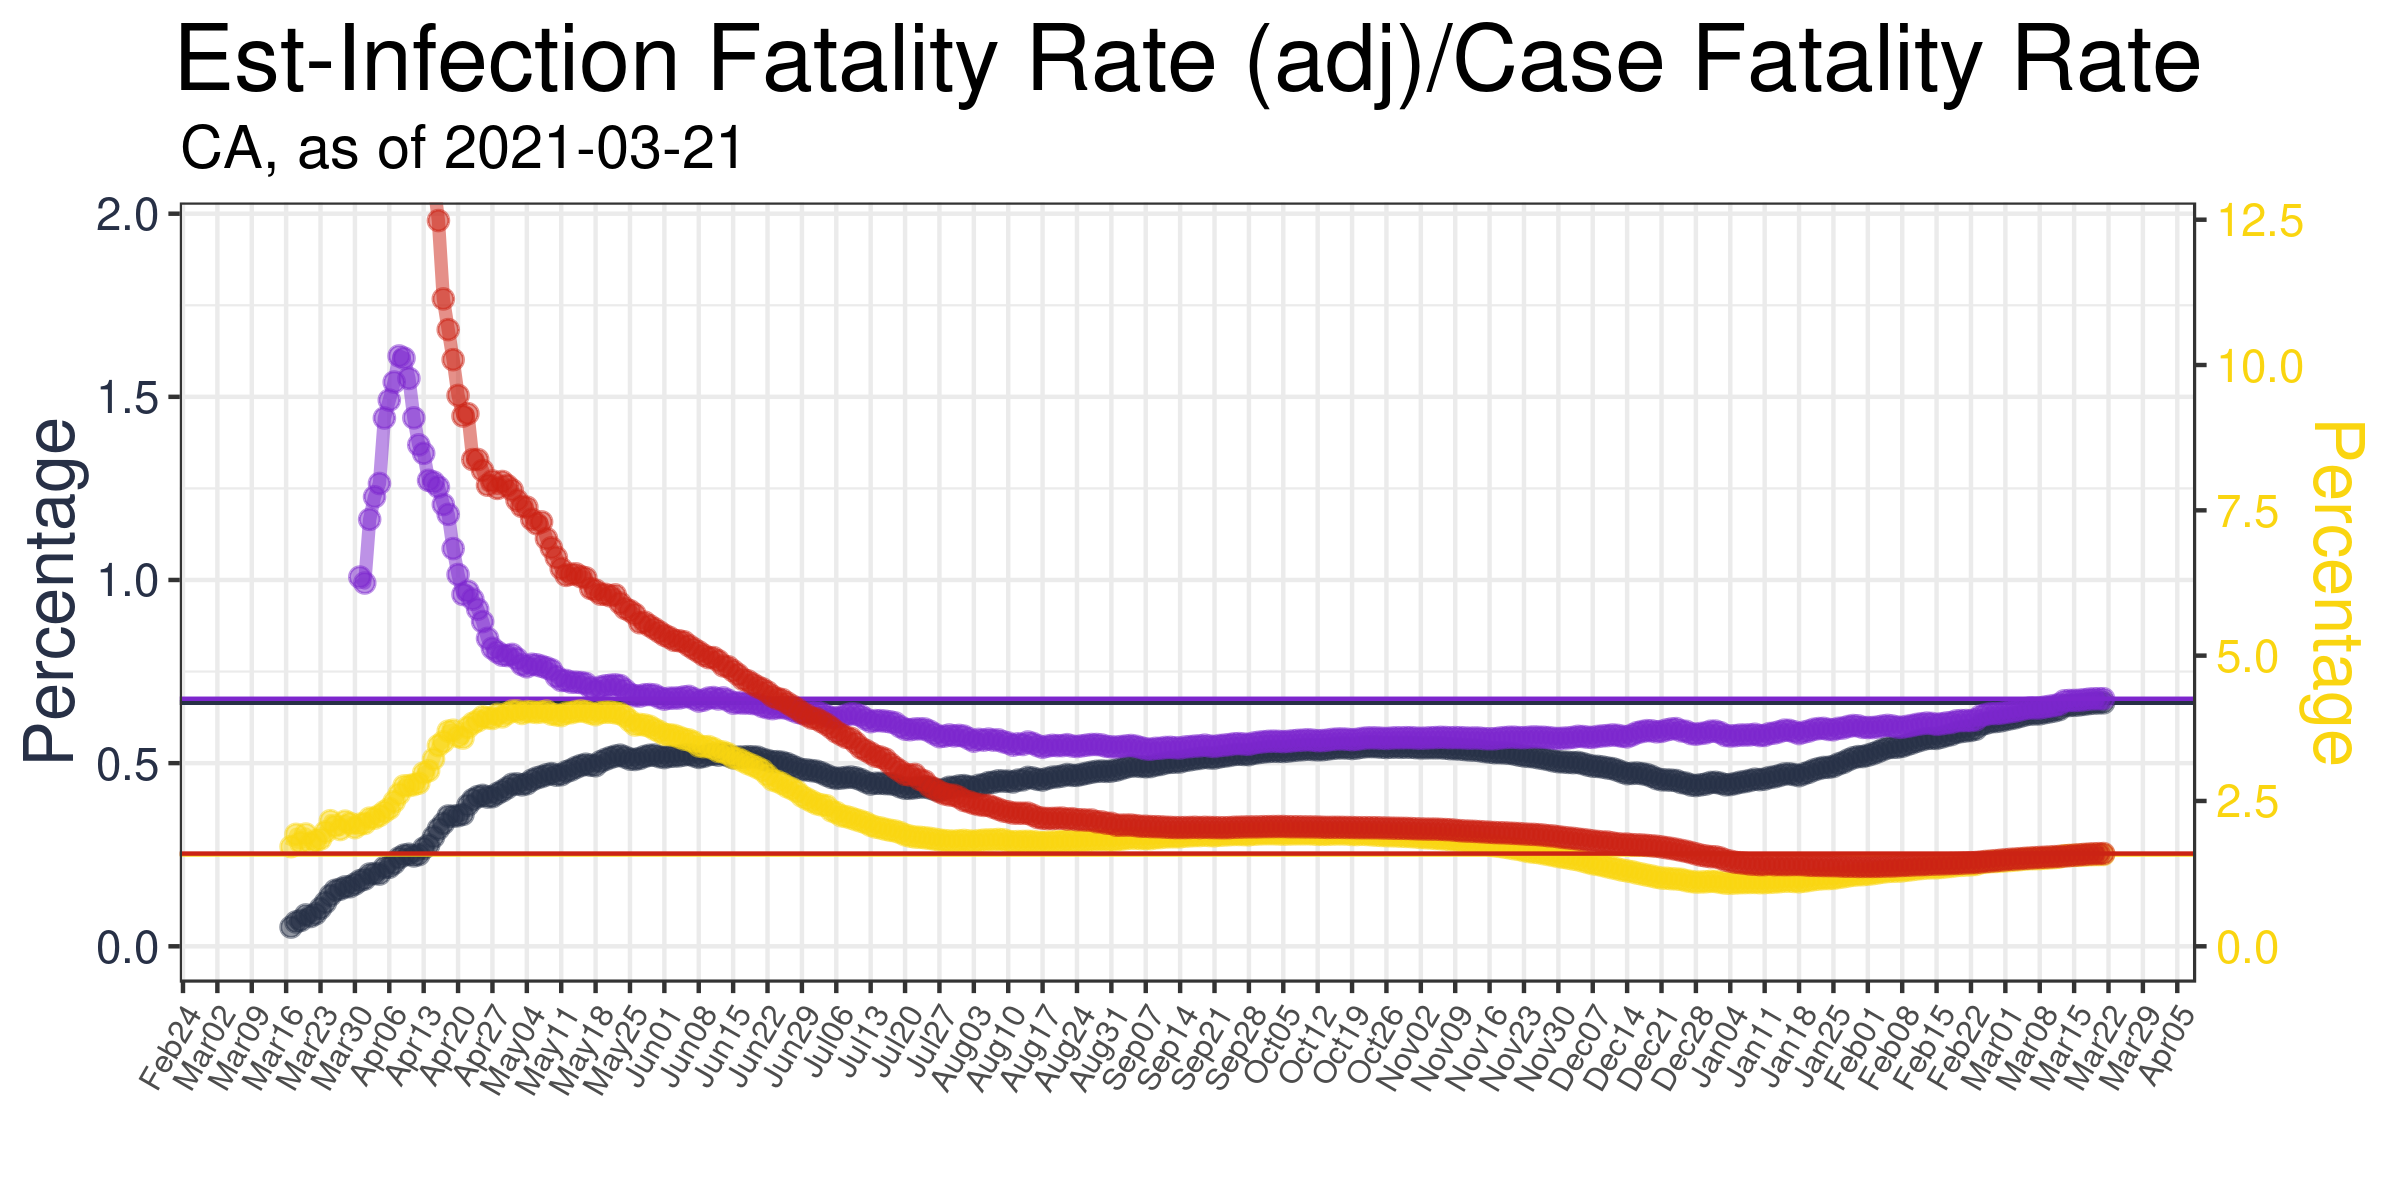 Est-Infection Fatality Rate (adj)/Case Fatality Rate
CA, as of 2021-03-21
Percentage
2.0
1.5
1.0
0.5
0.0
12.5
10.0
7.5
5.0
2.5
0.0
Percentage
Feb24
Mar02
Mar09
Mar16
Mar23
Mar30
Apr06
Apr13
Apr20
Apr27
May04
May11
May18
May25
Jun01
Jun08
Jun15
Jun22
Jun29
Jul06
Jul13
Jul20
Jul27
Aug03
Aug10
Aug17
Aug24
Aug31
Sep07
Sep14
Sep21
Sep28
Oct05
Oct12
Oct19
Oct26
Nov02
Nov09
Nov16
Nov23
Nov30
Dec07
Dec14
Dec21
Dec28
Jan04
Jan11
Jan18
Jan25
Feb01
Feb08
Feb15
Feb22
Mar01
Mar08
Mar15
Mar22
Mar29
Apr05